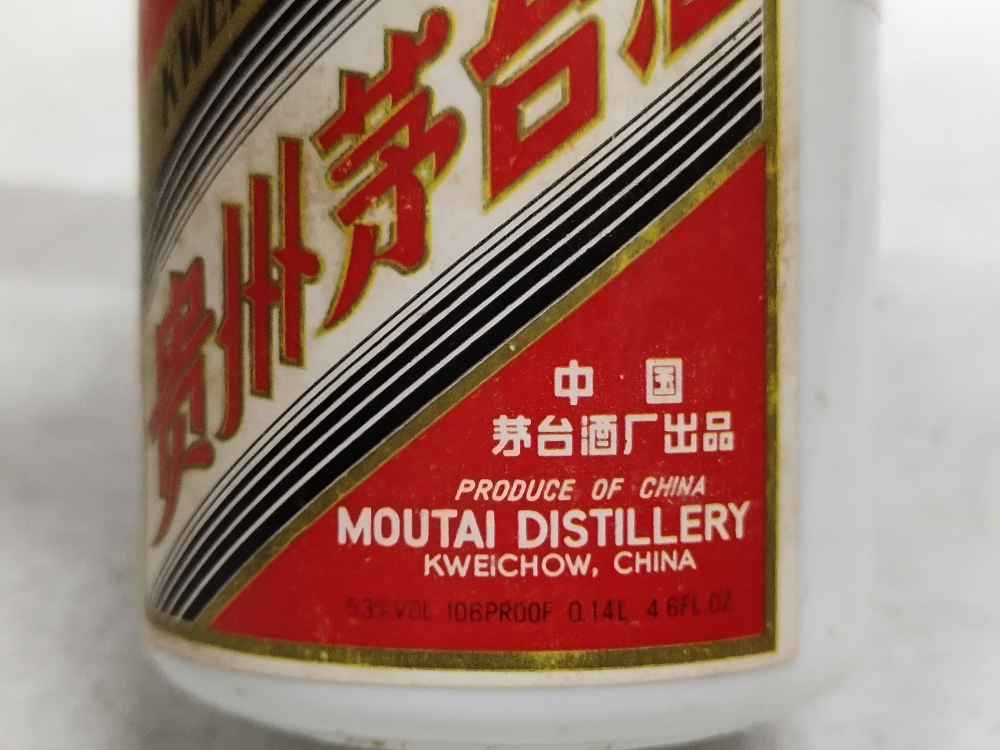 KWEI
贵州茅台酒
中国
茅台酒厂出品
PRODUCE OF CHINA
MOUTAI DISTILLERY
KWEICHOW, CHINA
53%VOL 106PROOF 0.14L 4.6FL.OZ